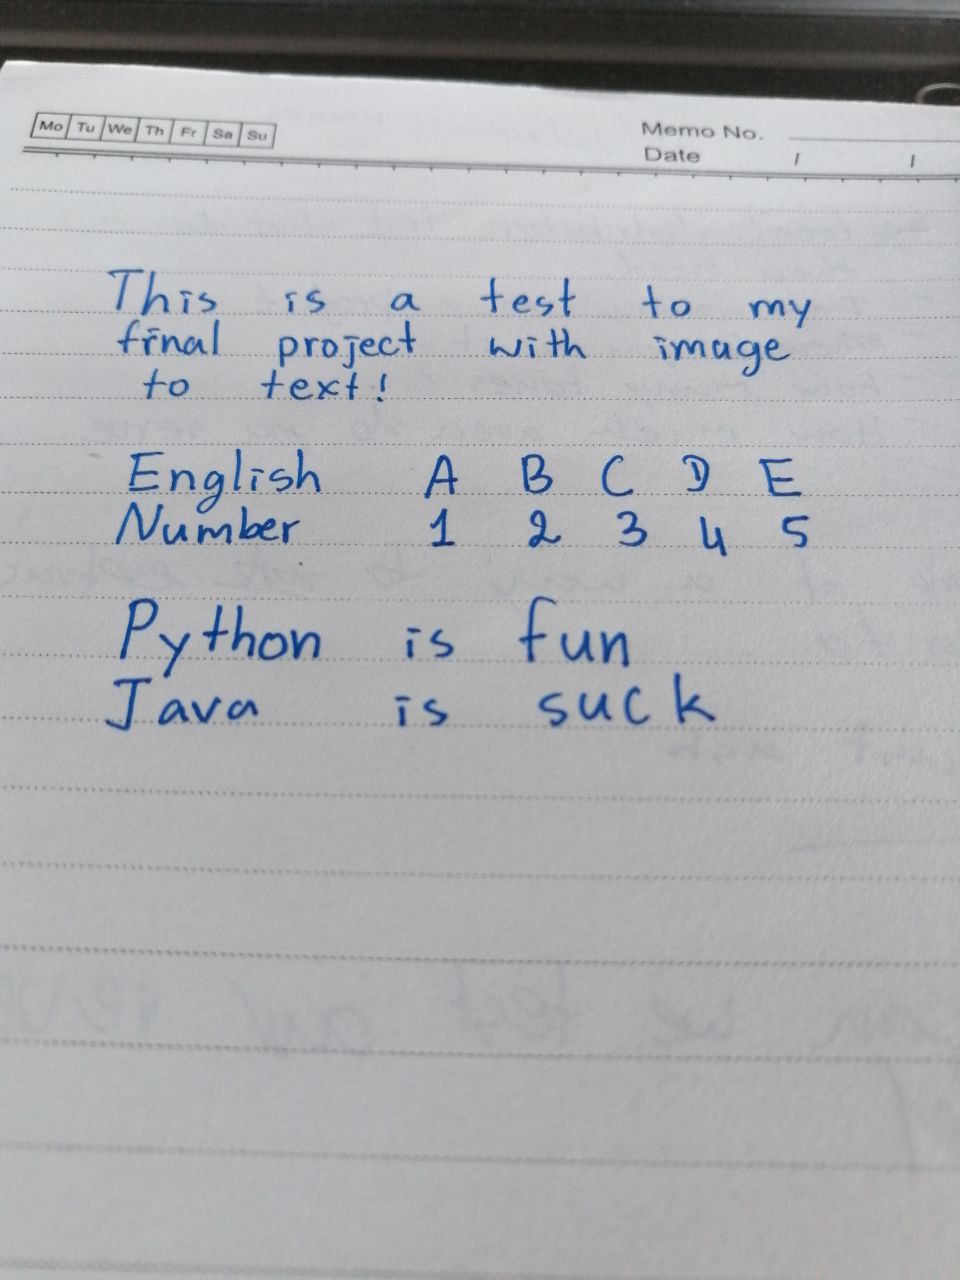 Mo Tu We Th Fr Sa Su
Memo No.
Date / /
This is a test to my
final project with image
to text!
English A B C D E
Number 1 2 3 4 5
Python is fun
Java is suck